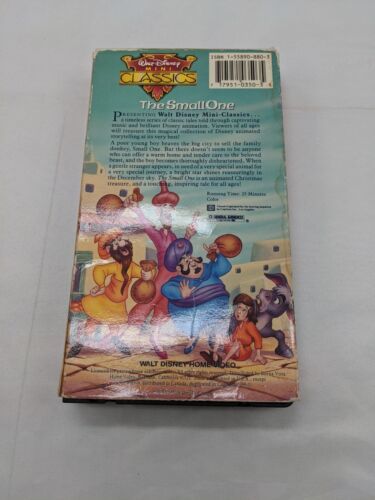 WALT DISNEY
MINI
CLASSICS
ISBN 1-55890-880-3
The Small One
PRESENTING Walt Disney Mini-Classics,
a timeless series of classic tales told through captivating
music and brilliant Disney animation. Viewers of all ages
will treasure this magical collection of Disney animated
storytelling at its very best!
A poor young boy braves the big city to sell the family
donkey, Small One. But there doesn't seem to be anyone
who can offer a warm home and tender care to the beloved
beast, and the boy becomes thoroughly disheartened. When
a gentle stranger appears, in need of a very special animal for
a very special journey, a bright star shines reassuringly in
the December sky. The Small One is an animated Christmas
treasure, and a touching, inspiring tale for all ages!
Running Time: 25 Minutes
Color
GENERAL AUDIENCES
WALT DISNEY HOME VIDEO